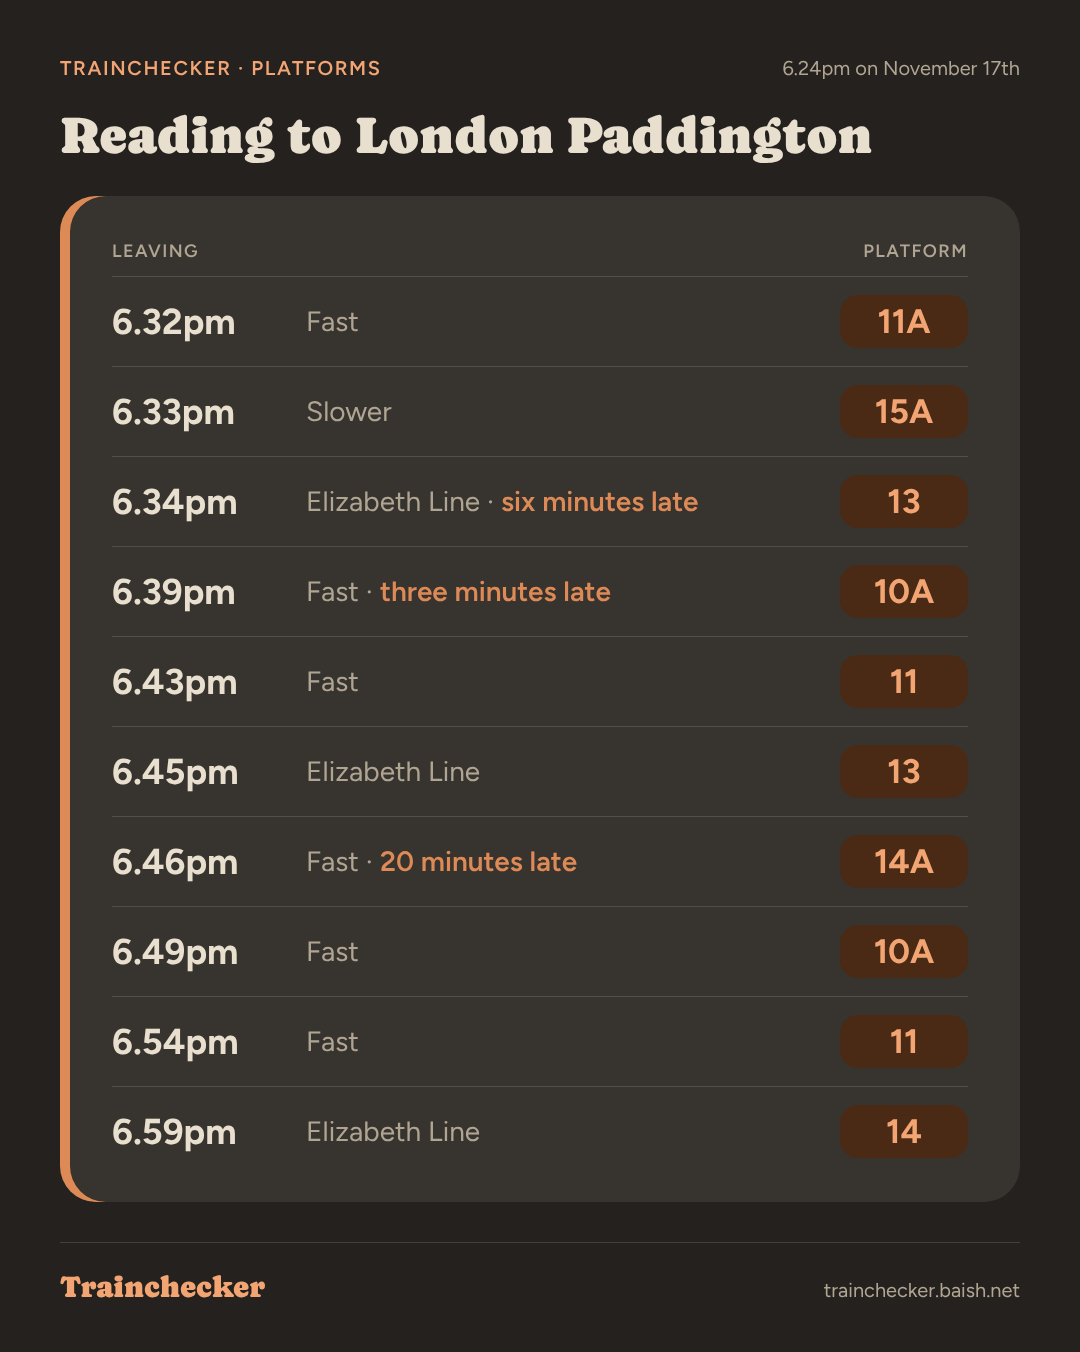 TRAINCHECKER · PLATFORMS 6.24pm on November 17th
Reading to London Paddington
LEAVING PLATFORM
6.32pm Fast 11A
6.33pm Slower 15A
6.34pm Elizabeth Line · six minutes late 13
6.39pm Fast · three minutes late 10A
6.43pm Fast 11
6.45pm Elizabeth Line 13
6.46pm Fast · 20 minutes late 14A
6.49pm Fast 10A
6.54pm Fast 11
6.59pm Elizabeth Line 14
Trainchecker trainchecker.baish.net